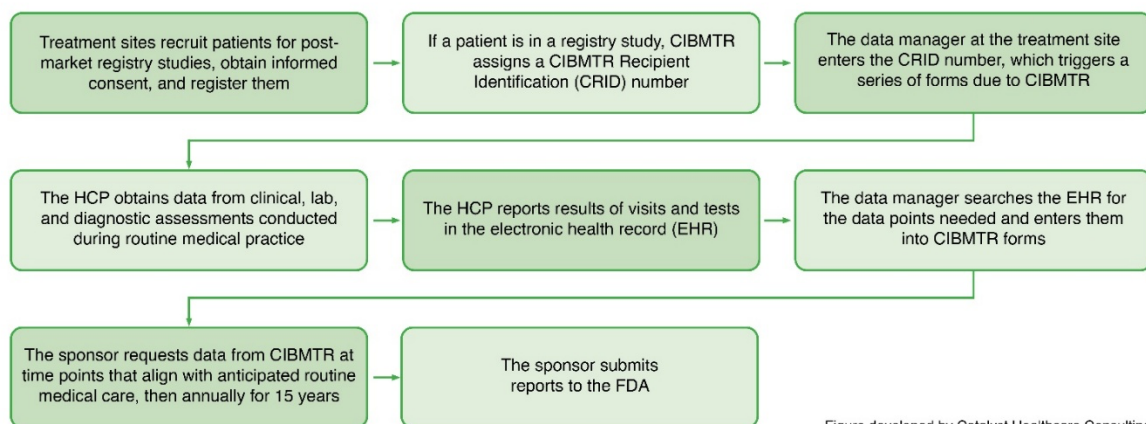 Treatment sites recruit patients for post-
market registry studies, obtain informed
consent, and register them
If a patient is in a registry study, CIBMTR
assigns a CIBMTR Recipient
Identification (CRID) number
The data manager at the treatment site
enters the CRID number, which triggers a
series of forms due to CIBMTR
The HCP obtains data from clinical, lab,
and diagnostic assessments conducted
during routine medical practice
The HCP reports results of visits and tests
in the electronic health record (EHR)
The data manager searches the EHR for
the data points needed and enters them
into CIBMTR forms
The sponsor requests data from CIBMTR at
time points that align with anticipated routine
medical care, then annually for 15 years
The sponsor submits
reports to the FDA
Figure developed by Catalyst Healthcare Consulting